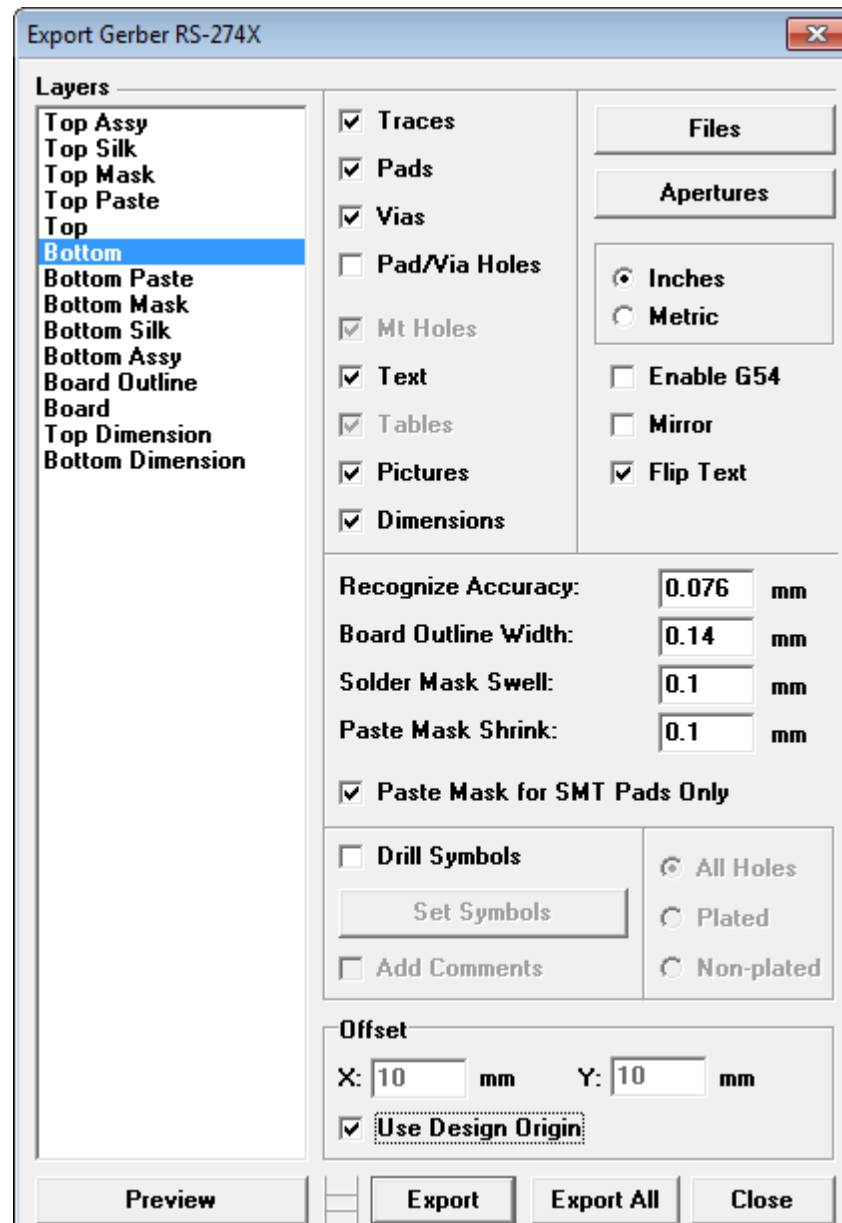 Export Gerber RS-274X
Layers
Top Assy
Top Silk
Top Mask
Top Paste
Top
Bottom
Bottom Paste
Bottom Mask
Bottom Silk
Bottom Assy
Board Outline
Board
Top Dimension
Bottom Dimension
Traces
Pads
Vias
Pad/Via Holes
Mt Holes
Text
Tables
Pictures
Dimensions
Files
Apertures
Inches
Metric
Enable G54
Mirror
Flip Text
Recognize Accuracy: 0.076 mm
Board Outline Width: 0.14 mm
Solder Mask Swell: 0.1 mm
Paste Mask Shrink: 0.1 mm
Paste Mask for SMT Pads Only
Drill Symbols
Set Symbols
Add Comments
All Holes
Plated
Non-plated
Offset
X: 10 mm Y: 10 mm
Use Design Origin
Preview Export Export All Close